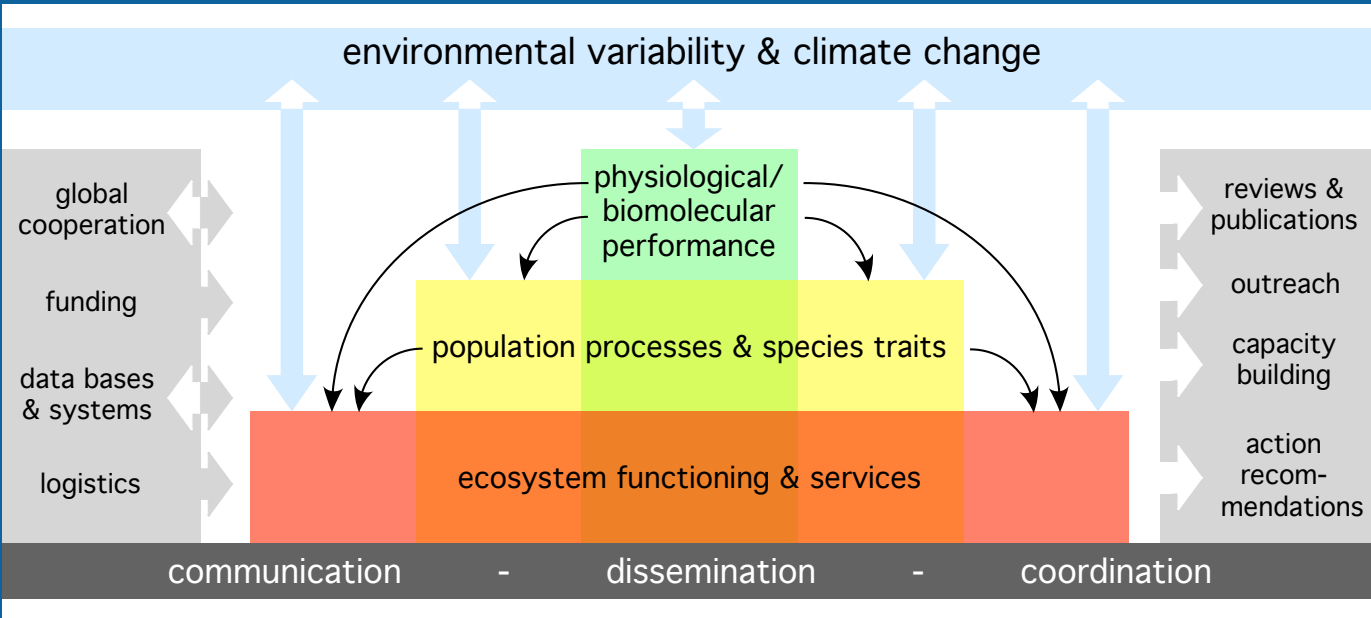 environmental variability & climate change
global
cooperation
funding
data bases
& systems
logistics
physiological/
biomolecular
performance
population processes & species traits
ecosystem functioning & services
reviews &
publications
outreach
capacity
building
action
recom-
mendations
communication - dissemination - coordination